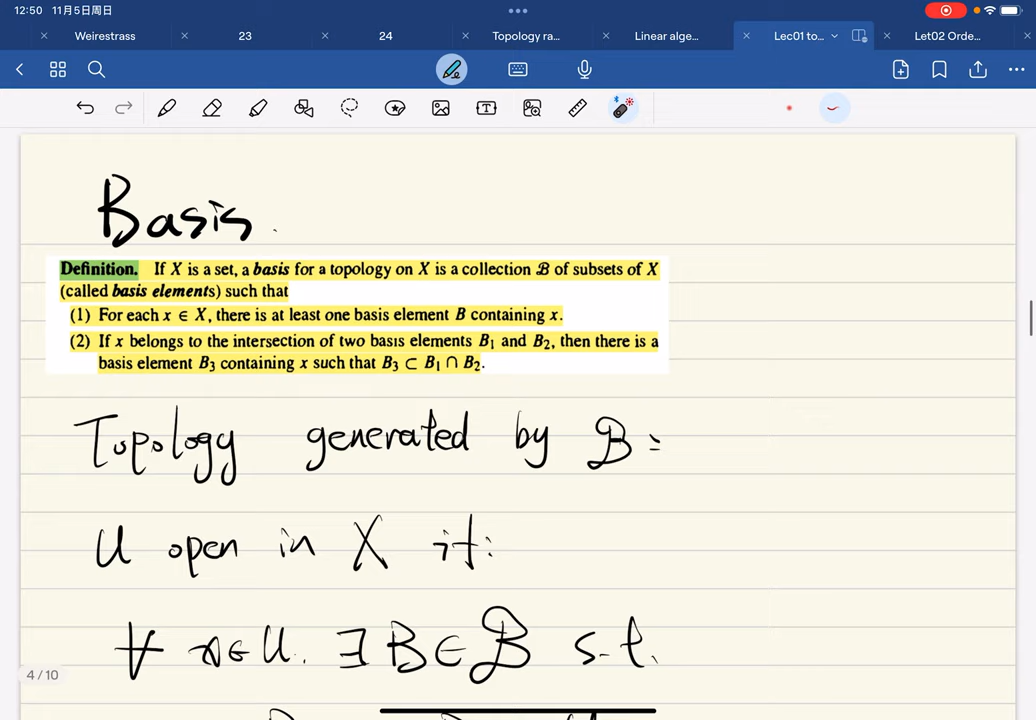 12:50 11月5日周日
Weirestrass 23 24 Topology ra... Linear alge... Lec01 to... Let02 Orde...
Basis.
Definition. If X is a set, a basis for a topology on X is a collection ℬ of subsets of X
(called basis elements) such that
(1) For each x ∈ X, there is at least one basis element B containing x.
(2) If x belongs to the intersection of two basis elements B₁ and B₂, then there is a
basis element B₃ containing x such that B₃ ⊂ B₁ ∩ B₂.
Topology generated by ℬ:
U open in X if:
∀ x∈U. ∃ B∈ℬ s.t.
4 / 10